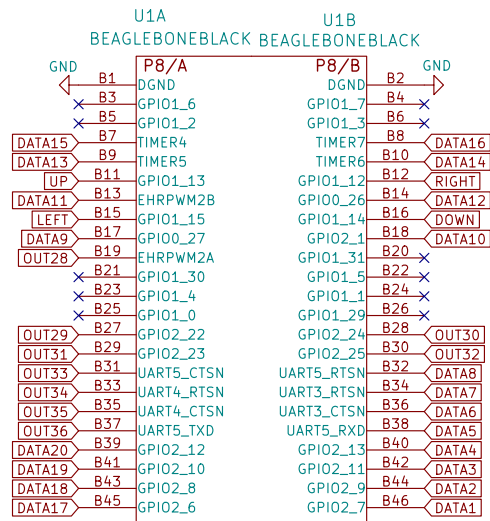 U1A U1B
BEAGLEBONEBLACK BEAGLEBONEBLACK
GND P8/A P8/B GND
B1 DGND DGND B2
B3 GPIO1_6 GPIO1_7 B4
B5 GPIO1_2 GPIO1_3 B6
DATA15 B7 TIMER4 TIMER7 B8 DATA16
DATA13 B9 TIMER5 TIMER6 B10 DATA14
UP B11 GPIO1_13 GPIO1_12 B12 RIGHT
DATA11 B13 EHRPWM2B GPIO0_26 B14 DATA12
LEFT B15 GPIO1_15 GPIO1_14 B16 DOWN
DATA9 B17 GPIO0_27 GPIO2_1 B18 DATA10
OUT28 B19 EHRPWM2A GPIO1_31 B20
B21 GPIO1_30 GPIO1_5 B22
B23 GPIO1_4 GPIO1_1 B24
B25 GPIO1_0 GPIO1_29 B26
OUT29 B27 GPIO2_22 GPIO2_24 B28 OUT30
OUT31 B29 GPIO2_23 GPIO2_25 B30 OUT32
OUT33 B31 UART5_CTSN UART5_RTSN B32 DATA8
OUT34 B33 UART4_RTSN UART3_RTSN B34 DATA7
OUT35 B35 UART4_CTSN UART3_CTSN B36 DATA6
OUT36 B37 UART5_TXD UART5_RXD B38 DATA5
DATA20 B39 GPIO2_12 GPIO2_13 B40 DATA4
DATA19 B41 GPIO2_10 GPIO2_11 B42 DATA3
DATA18 B43 GPIO2_8 GPIO2_9 B44 DATA2
DATA17 B45 GPIO2_6 GPIO2_7 B46 DATA1